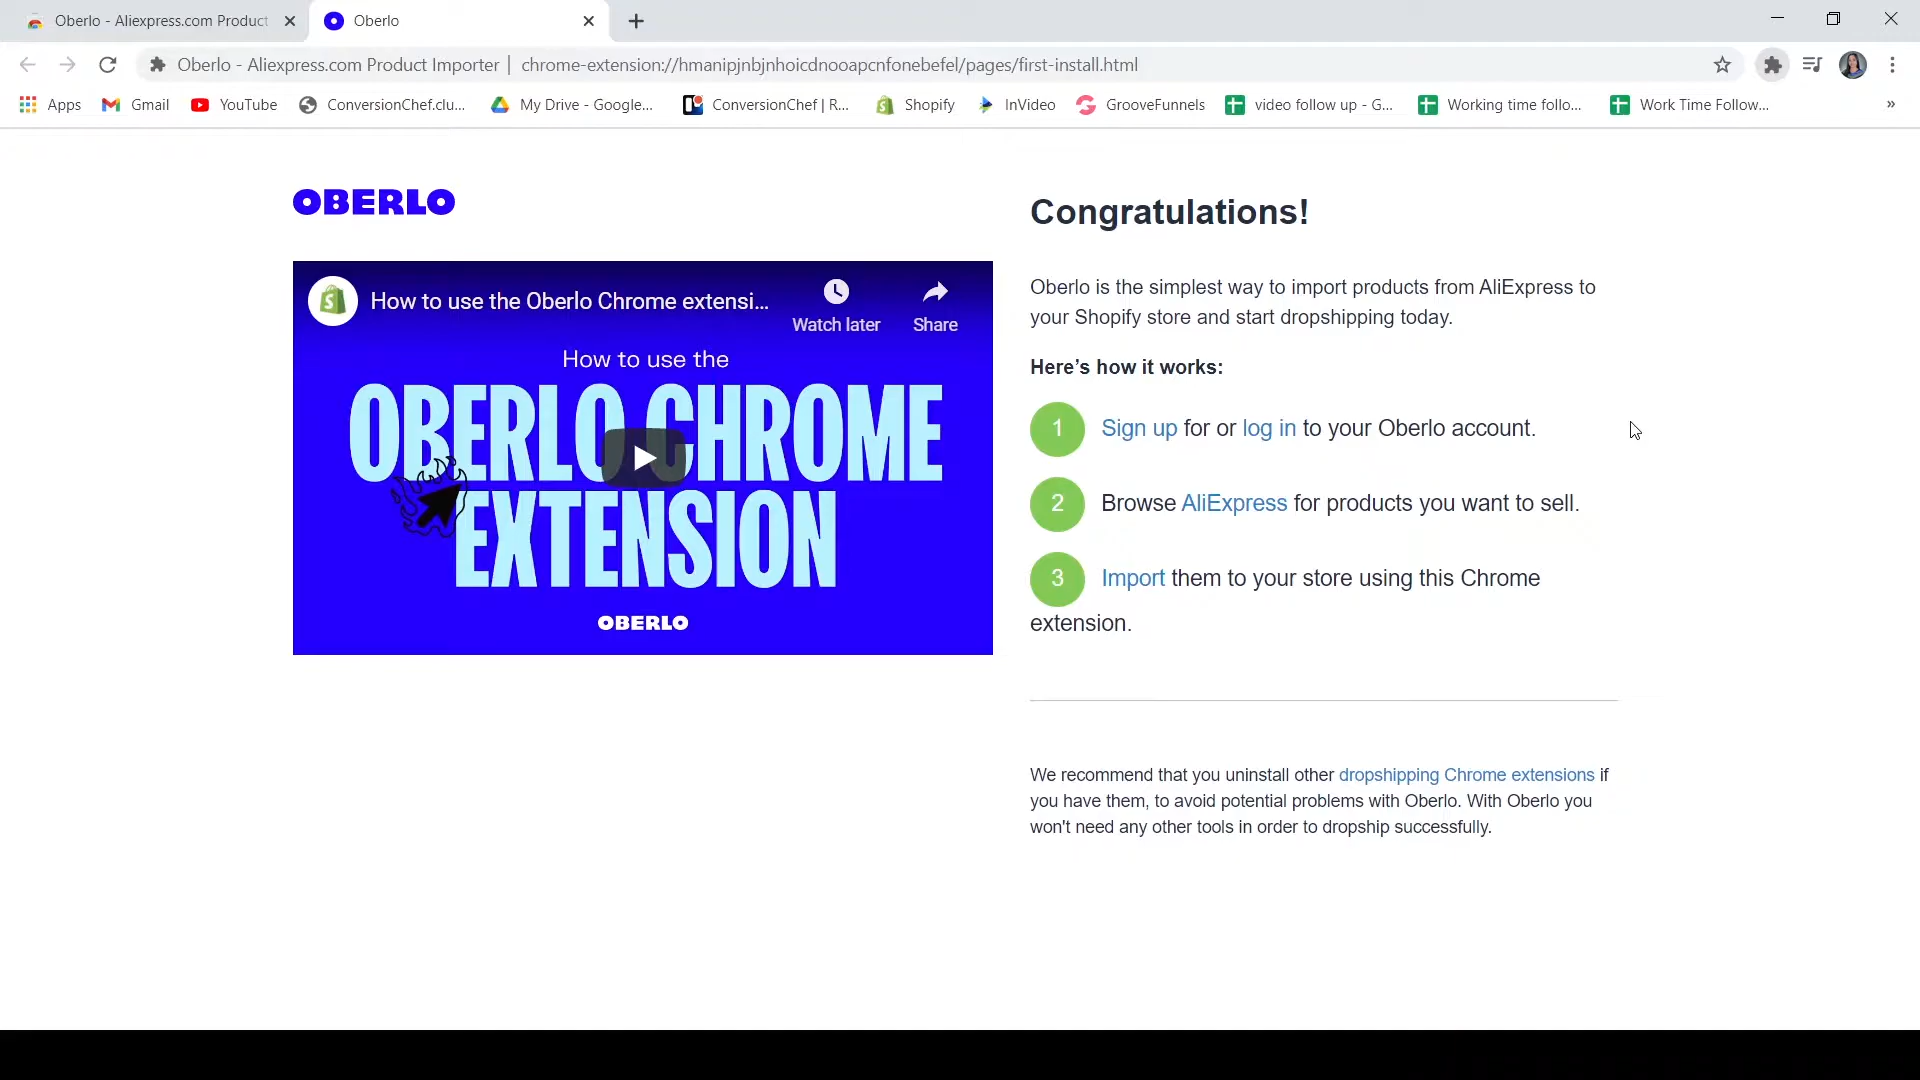 Oberlo - Aliexpress.com Product
Oberlo
Oberlo - Aliexpress.com Product Importer | chrome-extension://hmanipjnbjnhoicdnooapcnfonebefel/pages/first-install.html
Apps
Gmail
YouTube
ConversionChef.clu...
My Drive - Google...
ConversionChef | R...
Shopify
InVideo
GrooveFunnels
video follow up - G...
Working time follo...
Work Time Follow...
»
OBERLO
How to use the Oberlo Chrome extensi...
Watch later
Share
How to use the
OBERLO CHROME
EXTENSION
OBERLO
Congratulations!
Oberlo is the simplest way to import products from AliExpress to
your Shopify store and start dropshipping today.
Here’s how it works:
1 Sign up for or log in to your Oberlo account.
2 Browse AliExpress for products you want to sell.
3 Import them to your store using this Chrome
extension.
We recommend that you uninstall other dropshipping Chrome extensions if
you have them, to avoid potential problems with Oberlo. With Oberlo you
won't need any other tools in order to dropship successfully.